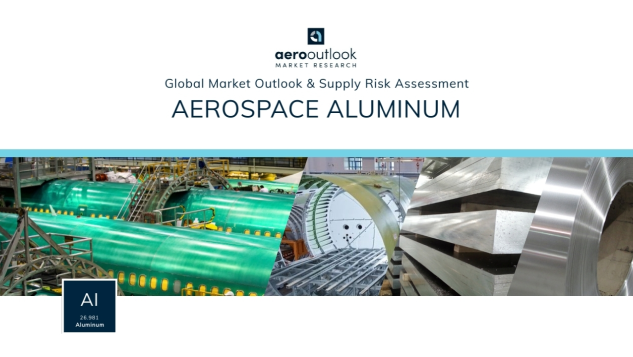 aerooutlook
MARKET RESEARCH
Global Market Outlook & Supply Risk Assessment
AEROSPACE ALUMINUM
Al
26.981
Aluminum